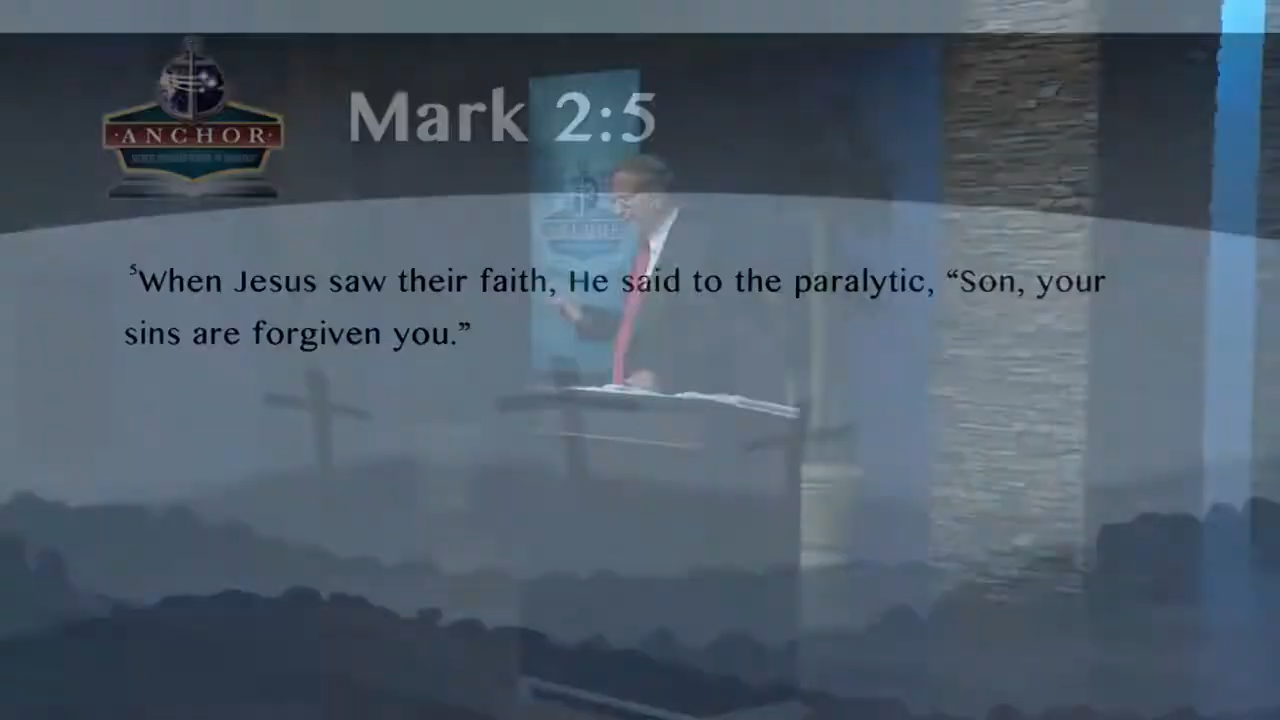 ANCHOR
Mark 2:5
⁵When Jesus saw their faith, He said to the paralytic, “Son, your
sins are forgiven you.”